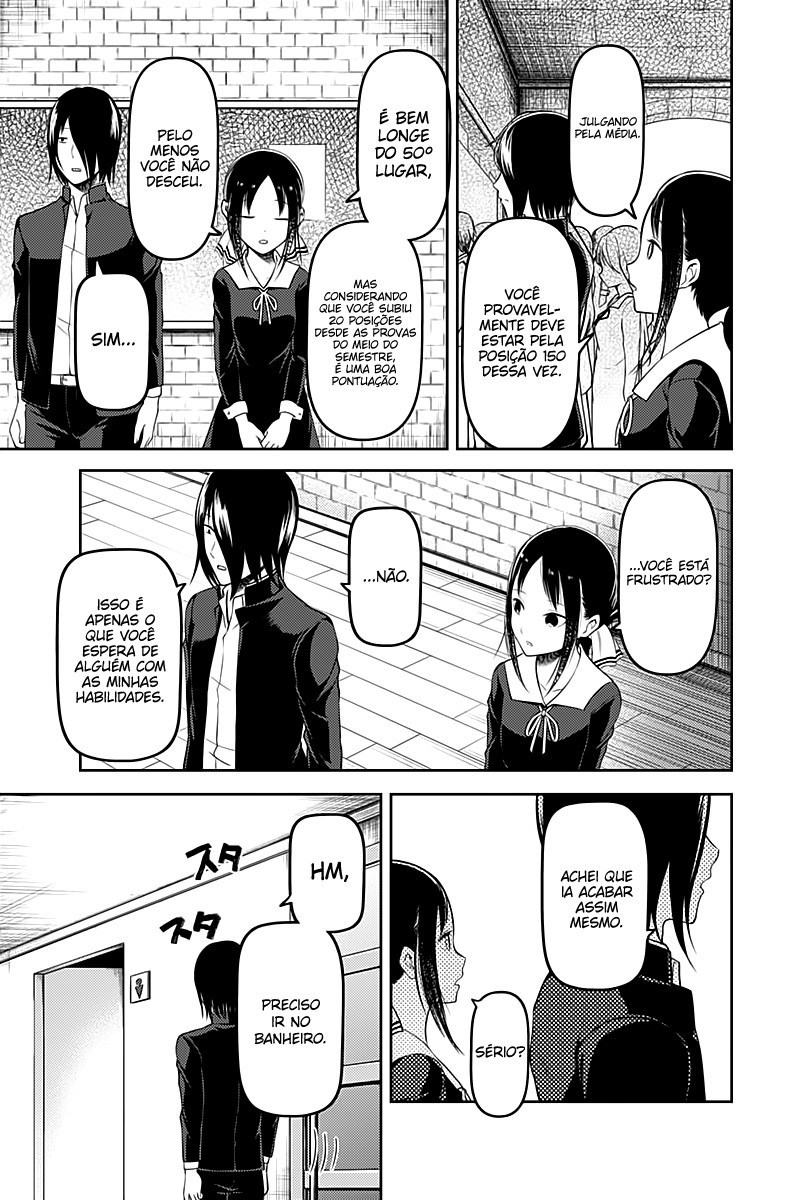 JULGANDO
PELA MÉDIA.
VOCÊ
PROVAVEL-
MENTE DEVE
ESTAR PELA
POSIÇÃO 150
DESSA VEZ.
É BEM
LONGE
DO 50º
LUGAR,
MAS
CONSIDERANDO
QUE VOCÊ SUBIU
20 POSIÇÕES
DESDE AS PROVAS
DO MEIO DO
SEMESTRE,
É UMA BOA
PONTUAÇÃO.
PELO
MENOS
VOCÊ NÃO
DESCEU.
SIM...
...VOCÊ ESTÁ
FRUSTRADO?
...NÃO.
ISSO É
APENAS O
QUE VOCÊ
ESPERA DE
ALGUÉM COM
AS MINHAS
HABILIDADES.
ACHEI QUE
IA ACABAR
ASSIM
MESMO.
SÉRIO?
HM,
PRECISO
IR NO
BANHEIRO.
スタ
スタ